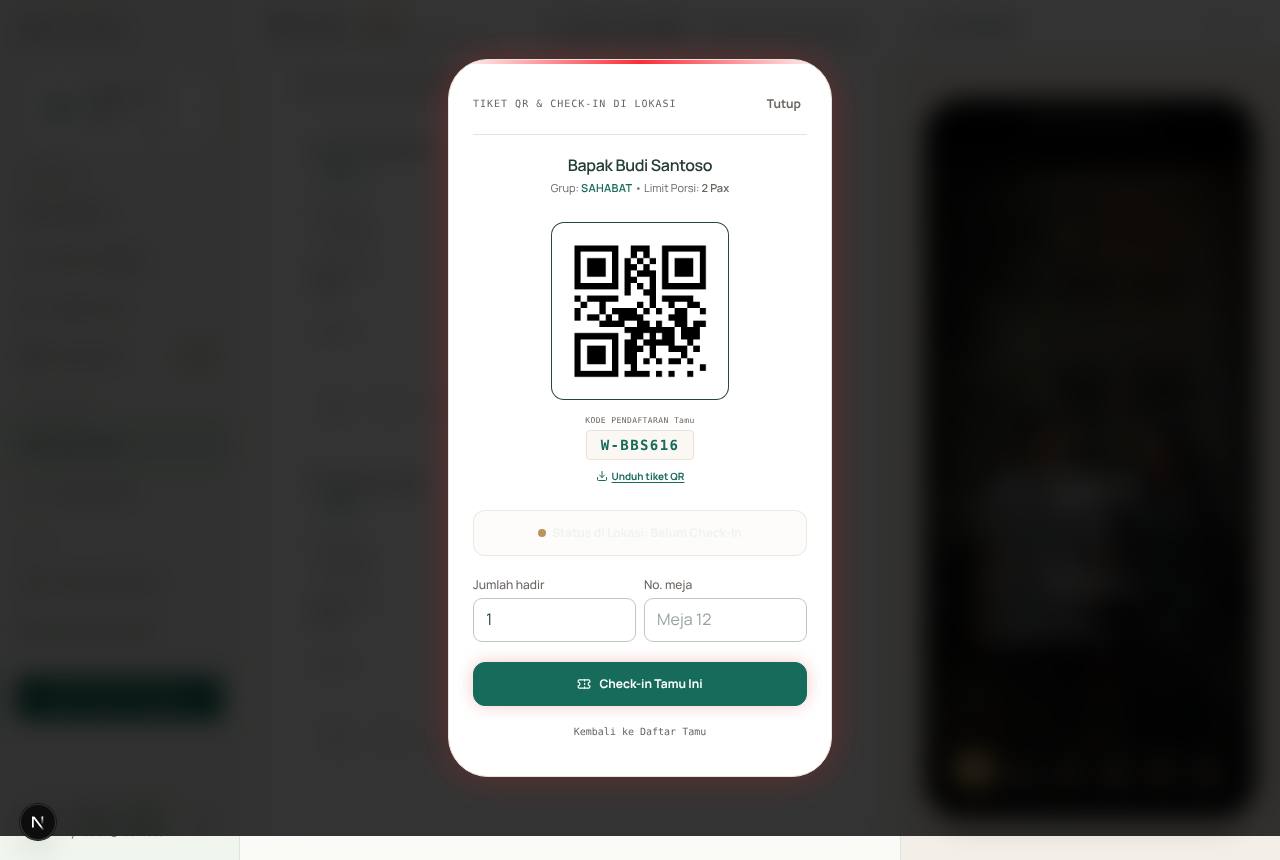 TIKET QR & CHECK-IN DI LOKASI
Tutup
Bapak Budi Santoso
Grup: SAHABAT • Limit Porsi: 2 Pax
KODE PENDAFTARAN Tamu
W-BBS616
Unduh tiket QR
Status di Lokasi: Belum Check-In
Jumlah hadir
No. meja
1
Meja 12
Check-in Tamu Ini
Kembali ke Daftar Tamu
N